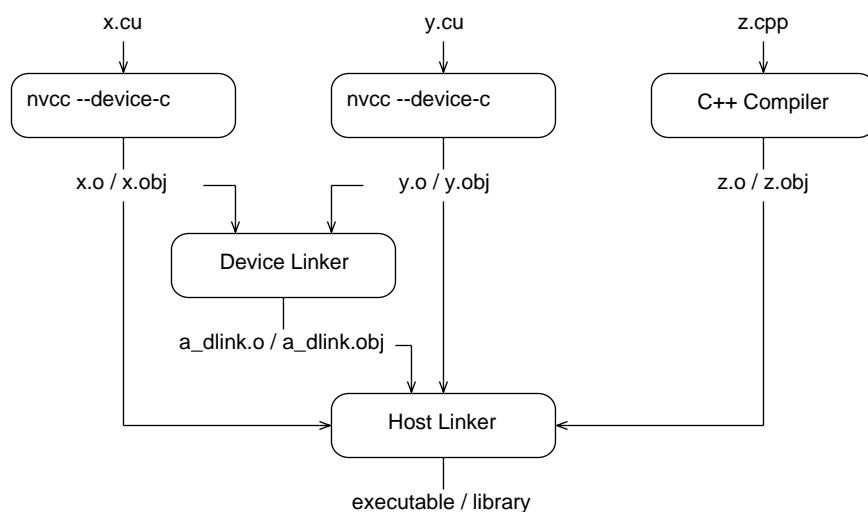 x.cu
y.cu
z.cpp
nvcc --device-c
nvcc --device-c
C++ Compiler
x.o / x.obj
y.o / y.obj
z.o / z.obj
Device Linker
a_dlink.o / a_dlink.obj
Host Linker
executable / library